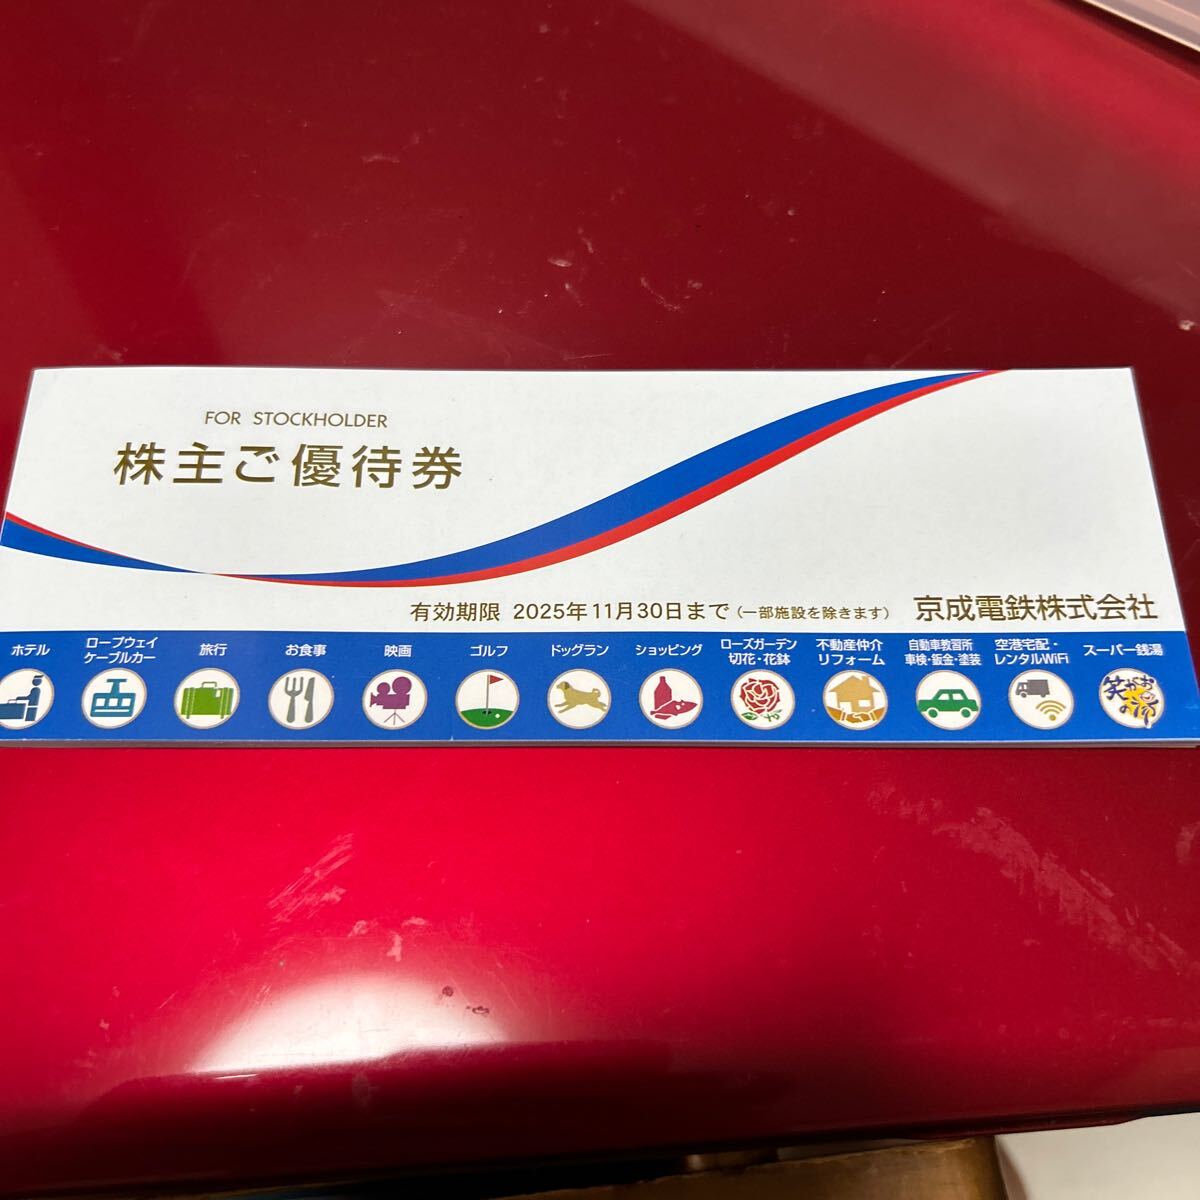 FOR STOCKHOLDER
株主ご優待券
有効期限 2025年11月30日まで(一部施設を除きます) 京成電鉄株式会社
ホテル
ロープウェイ
ケーブルカー
旅行
お食事
映画
ゴルフ
ドッグラン
ショッピング
ローズガーデン
切花・花鉢
不動産仲介
リフォーム
自動車教習所
車検・鈑金・塗装
空港宅配・
レンタルWiFi
スーパー銭湯
笑がおの湯